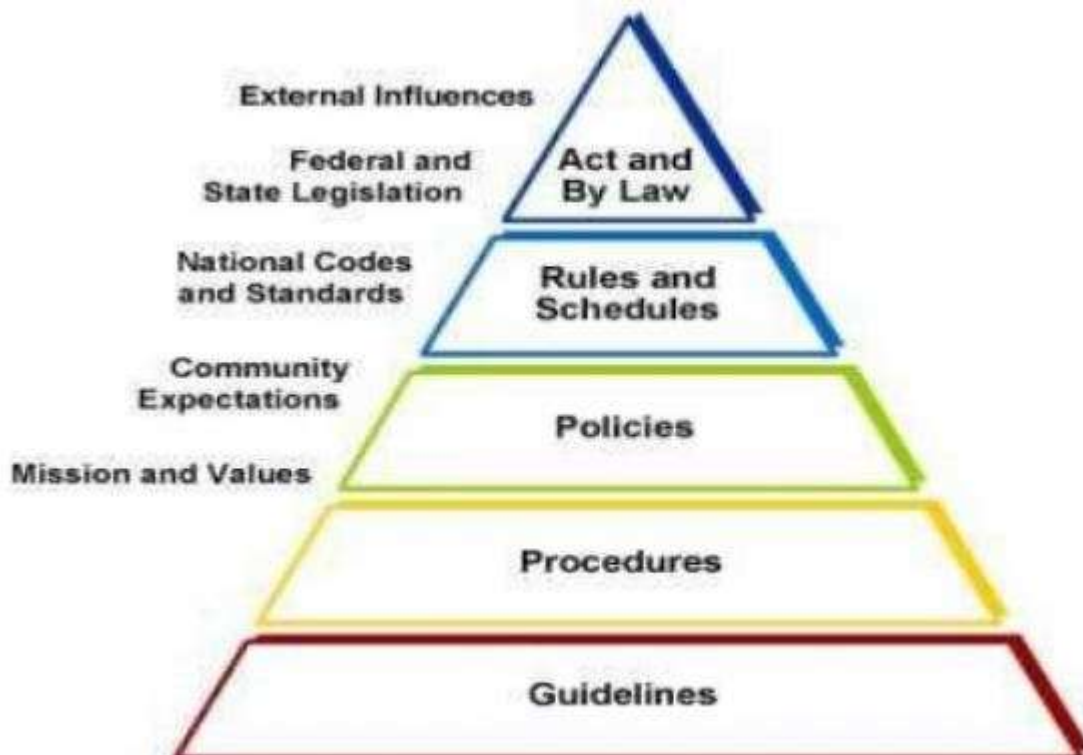 External Influences
Federal and
State Legislation
Act and
By Law
National Codes
and Standards
Rules and
Schedules
Community
Expectations
Policies
Mission and Values
Procedures
Guidelines